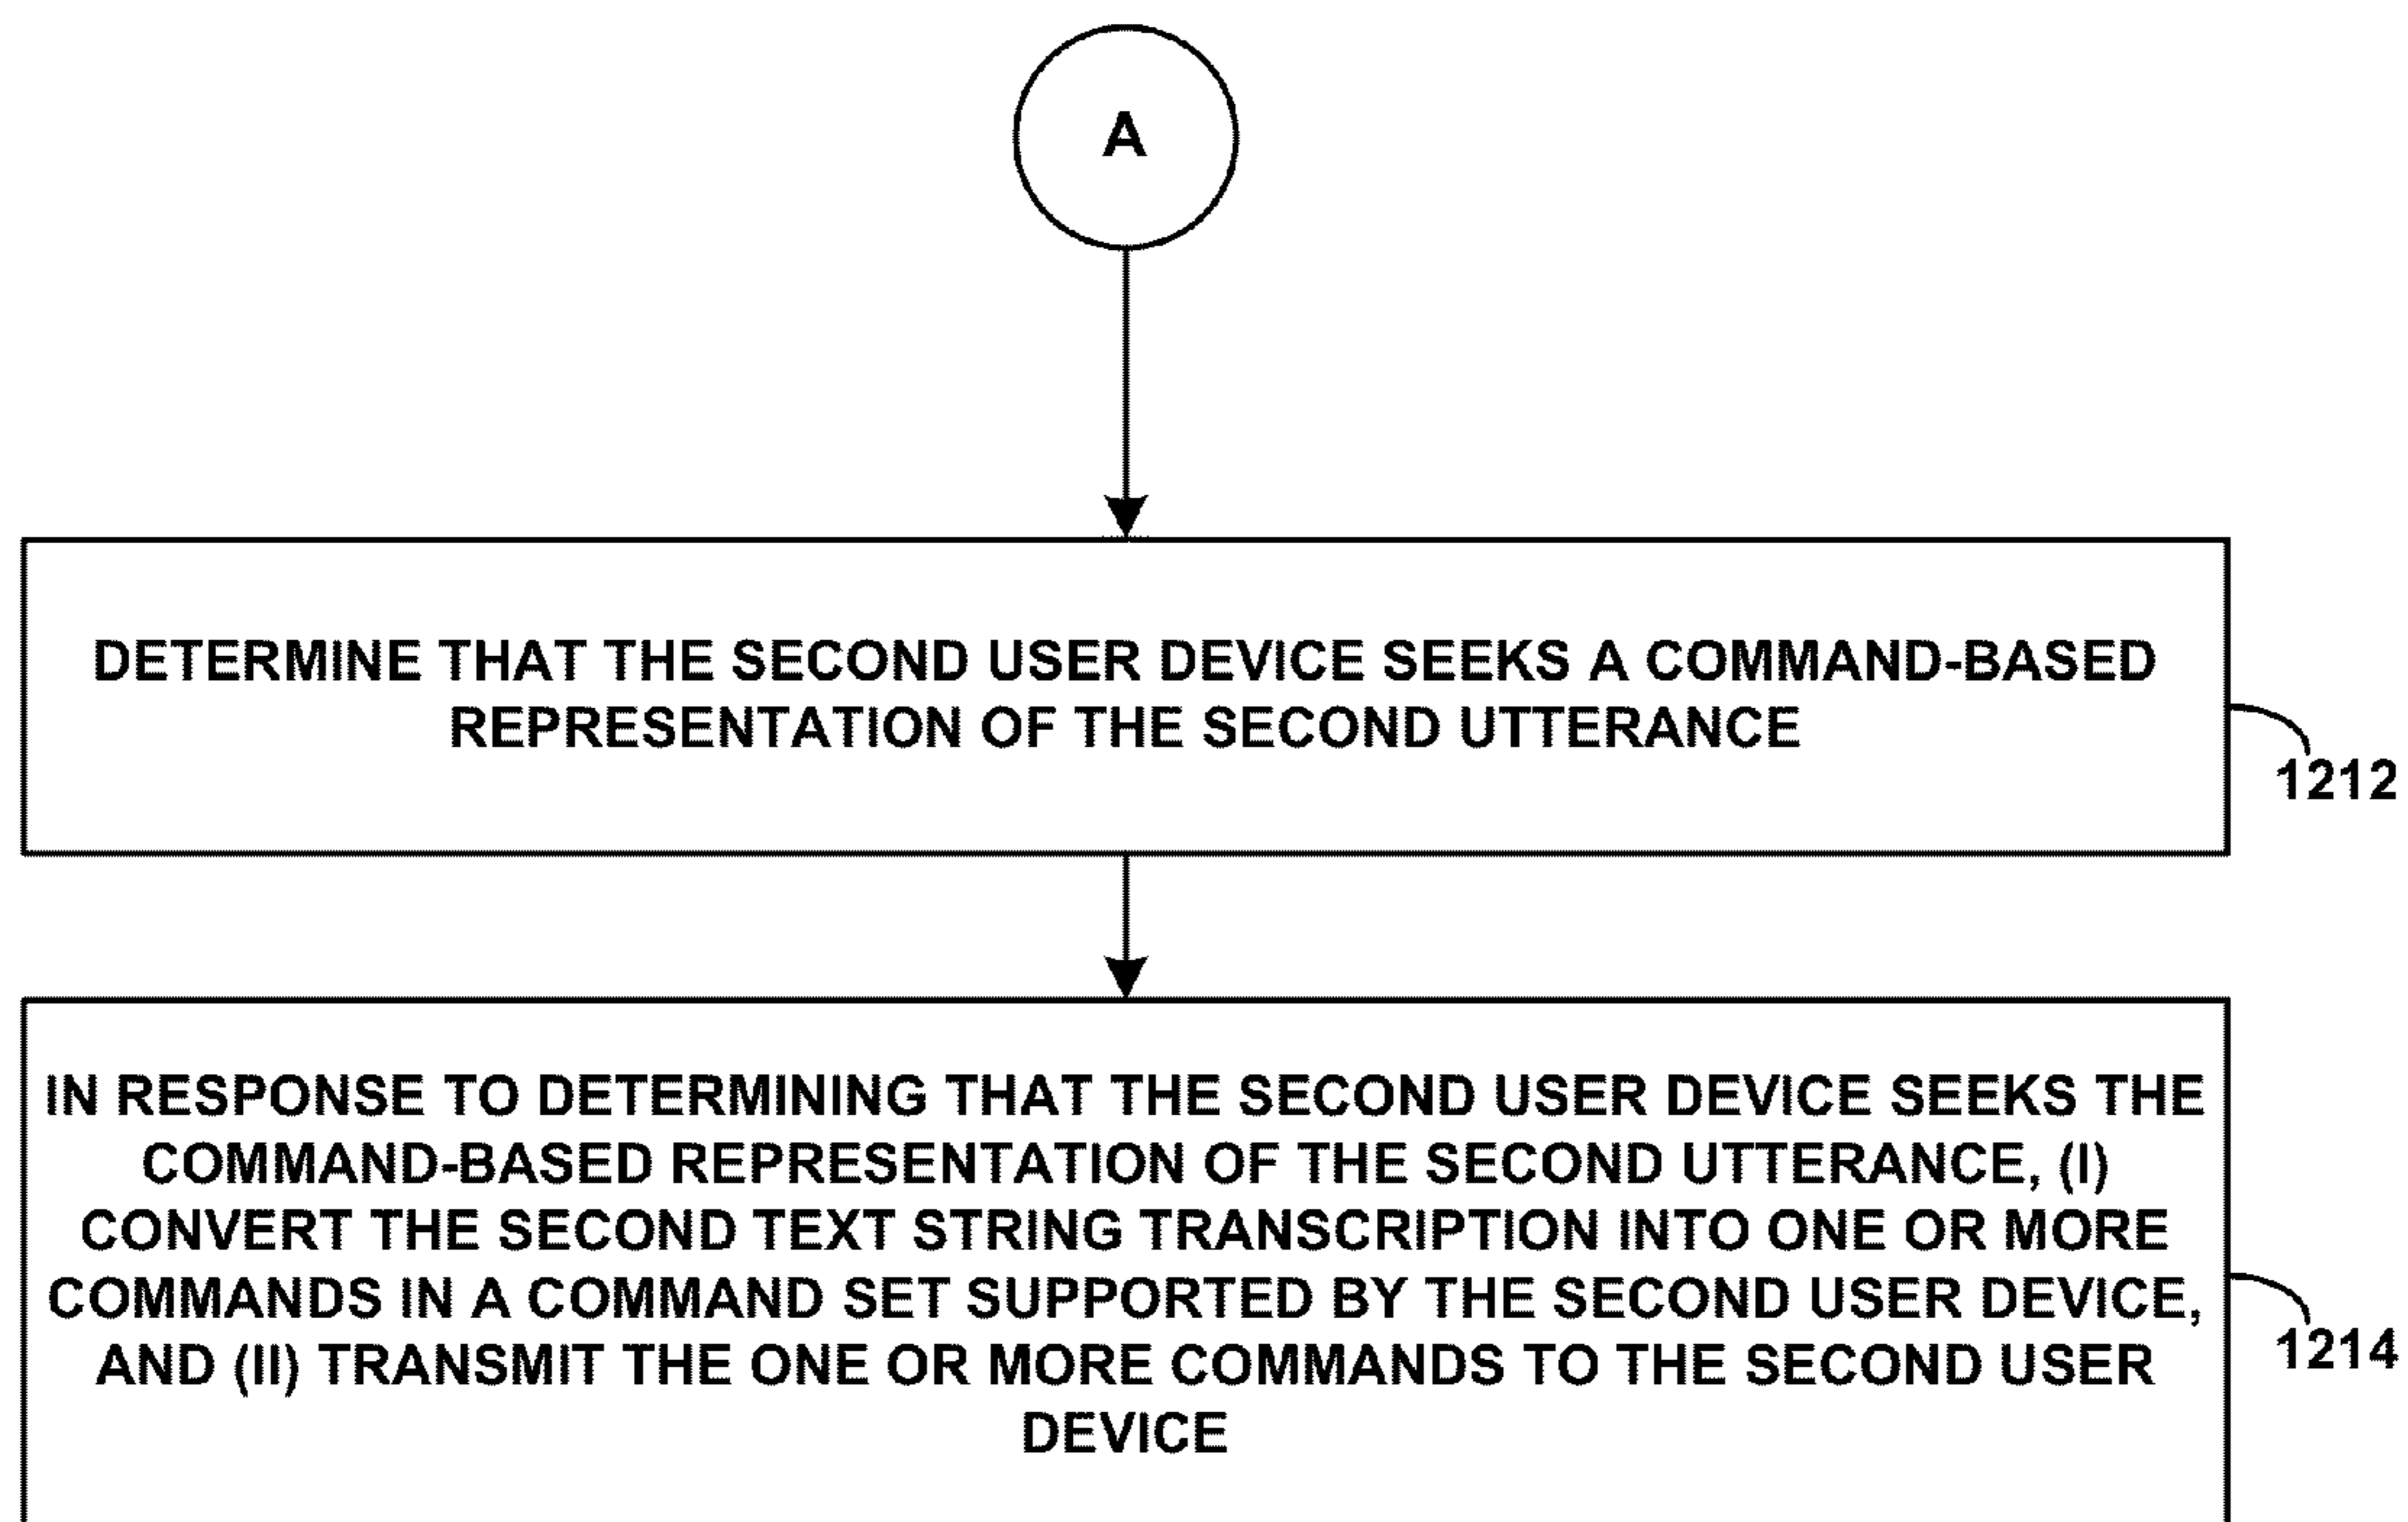 A
DETERMINE THAT THE SECOND USER DEVICE SEEKS A COMMAND-BASED
REPRESENTATION OF THE SECOND UTTERANCE
1212
IN RESPONSE TO DETERMINING THAT THE SECOND USER DEVICE SEEKS THE
COMMAND-BASED REPRESENTATION OF THE SECOND UTTERANCE, (I)
CONVERT THE SECOND TEXT STRING TRANSCRIPTION INTO ONE OR MORE
COMMANDS IN A COMMAND SET SUPPORTED BY THE SECOND USER DEVICE,
AND (II) TRANSMIT THE ONE OR MORE COMMANDS TO THE SECOND USER
DEVICE
1214